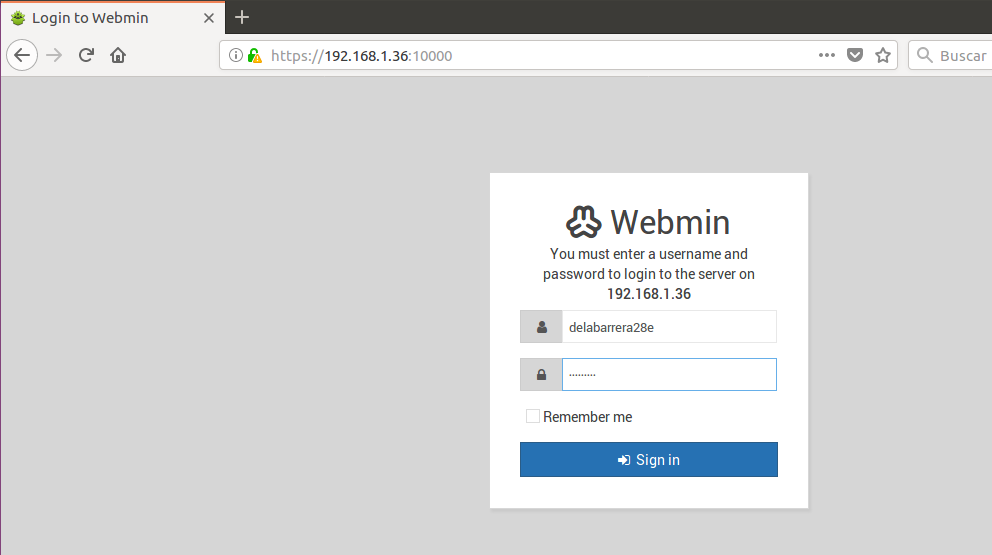 Login to Webmin
https://192.168.1.36:10000
Buscar
Webmin
You must enter a username and
password to login to the server on
192.168.1.36
delabarrera28e
·········
Remember me
Sign in